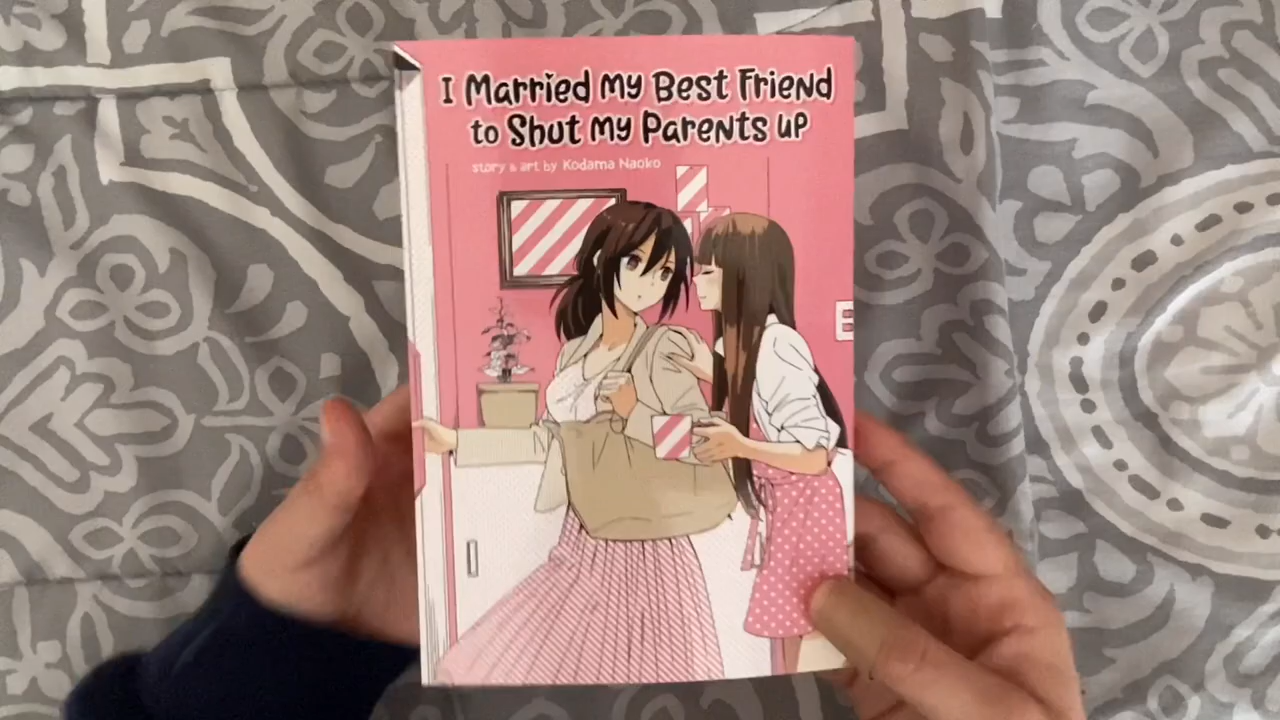 I Married My Best Friend
to Shut My Parents Up
story & art by Kodama Naoko